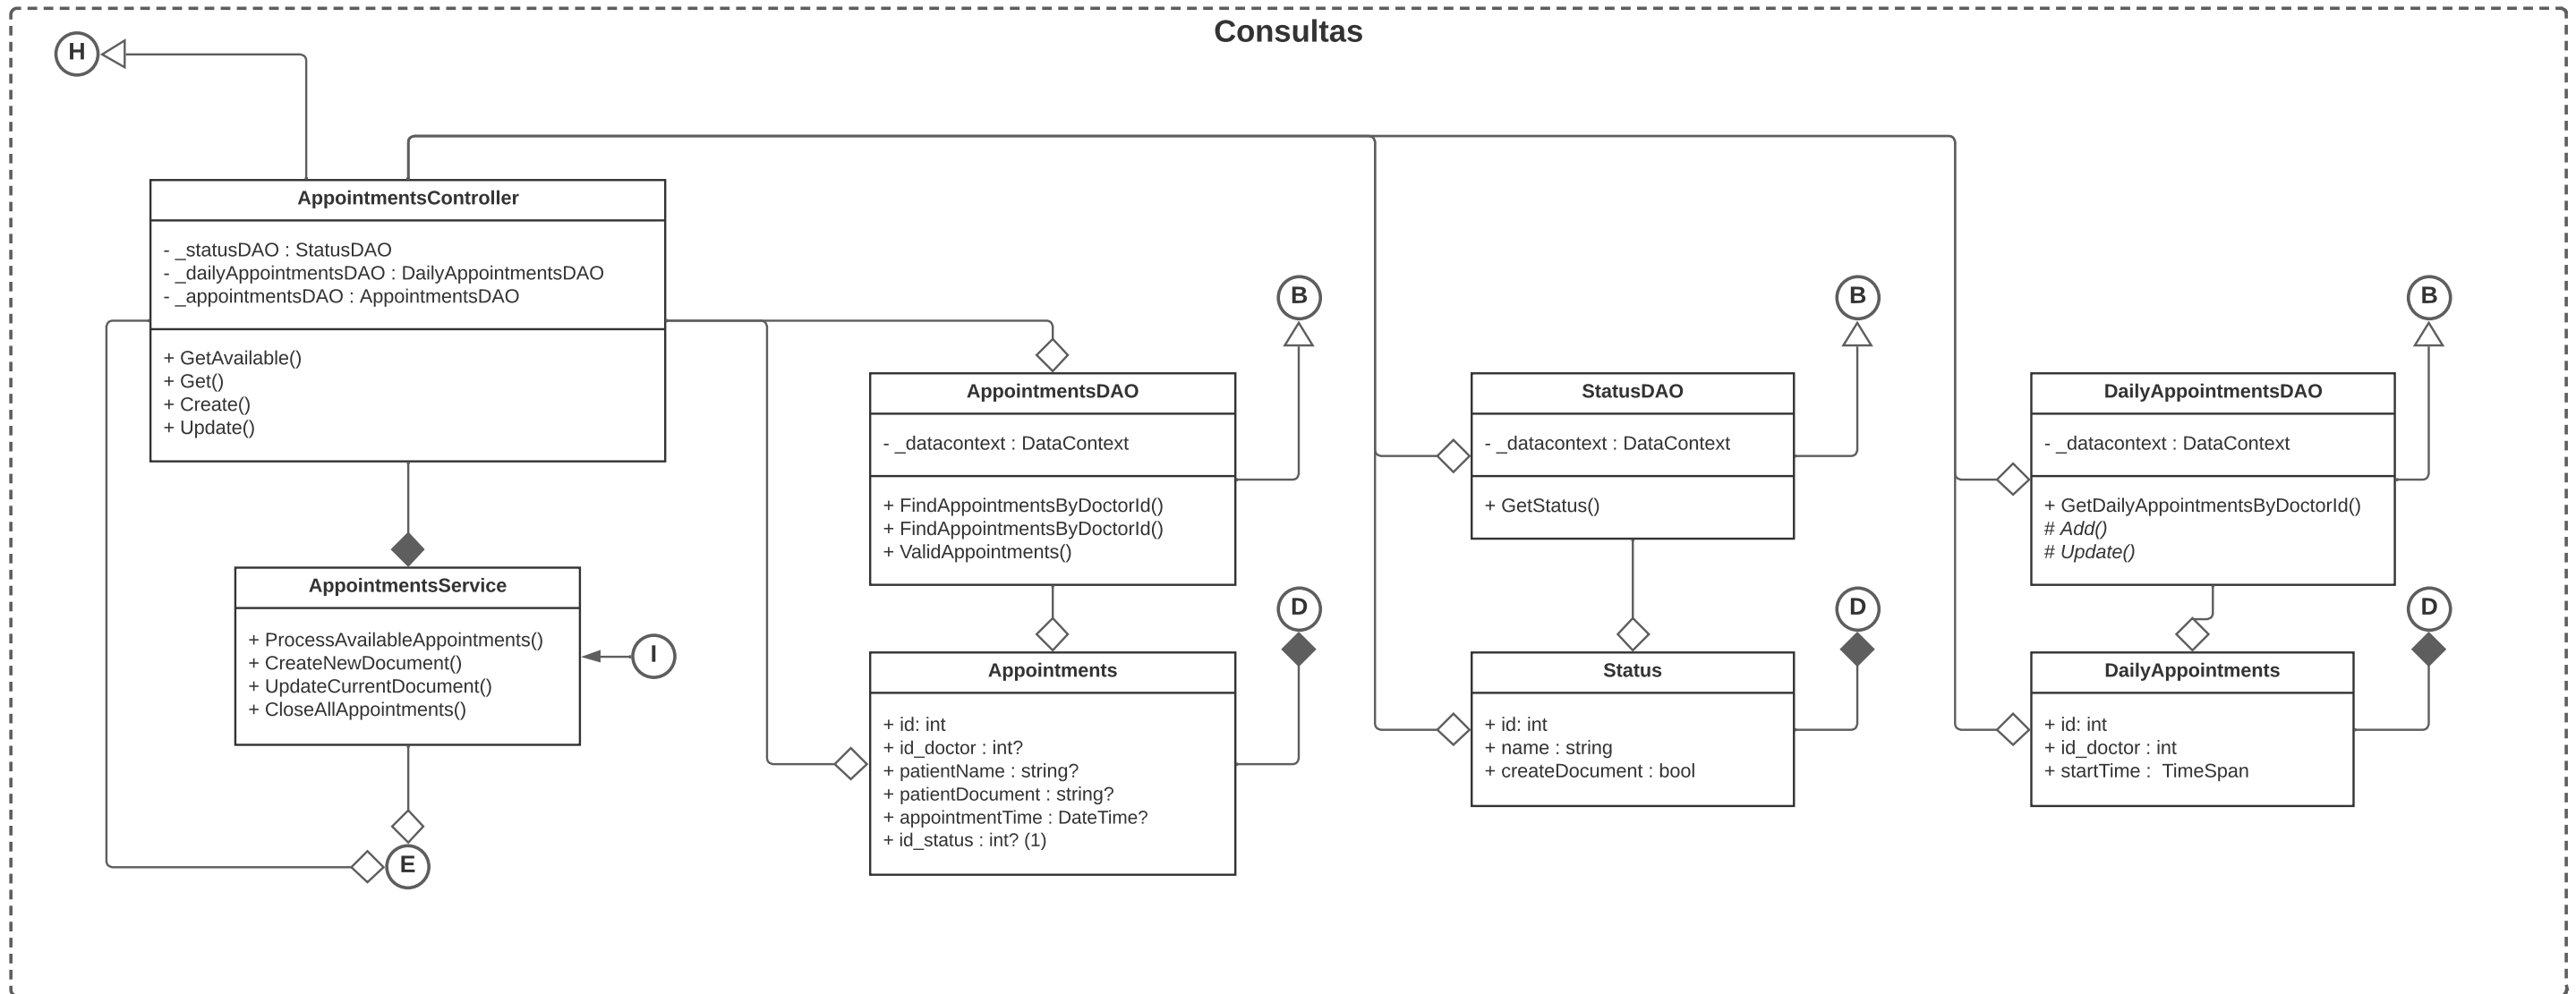 Consultas
H
AppointmentsController
- _statusDAO : StatusDAO
- _dailyAppointmentsDAO : DailyAppointmentsDAO
- _appointmentsDAO : AppointmentsDAO
+ GetAvailable()
+ Get()
+ Create()
+ Update()
AppointmentsService
+ ProcessAvailableAppointments()
+ CreateNewDocument()
+ UpdateCurrentDocument()
+ CloseAllAppointments()
I
E
B
AppointmentsDAO
- _datacontext : DataContext
+ FindAppointmentsByDoctorId()
+ FindAppointmentsByDoctorId()
+ ValidAppointments()
D
Appointments
+ id: int
+ id_doctor : int?
+ patientName : string?
+ patientDocument : string?
+ appointmentTime : DateTime?
+ id_status : int? (1)
B
StatusDAO
- _datacontext : DataContext
+ GetStatus()
D
Status
+ id: int
+ name : string
+ createDocument : bool
B
DailyAppointmentsDAO
- _datacontext : DataContext
+ GetDailyAppointmentsByDoctorId()
# Add()
# Update()
D
DailyAppointments
+ id: int
+ id_doctor : int
+ startTime :  TimeSpan